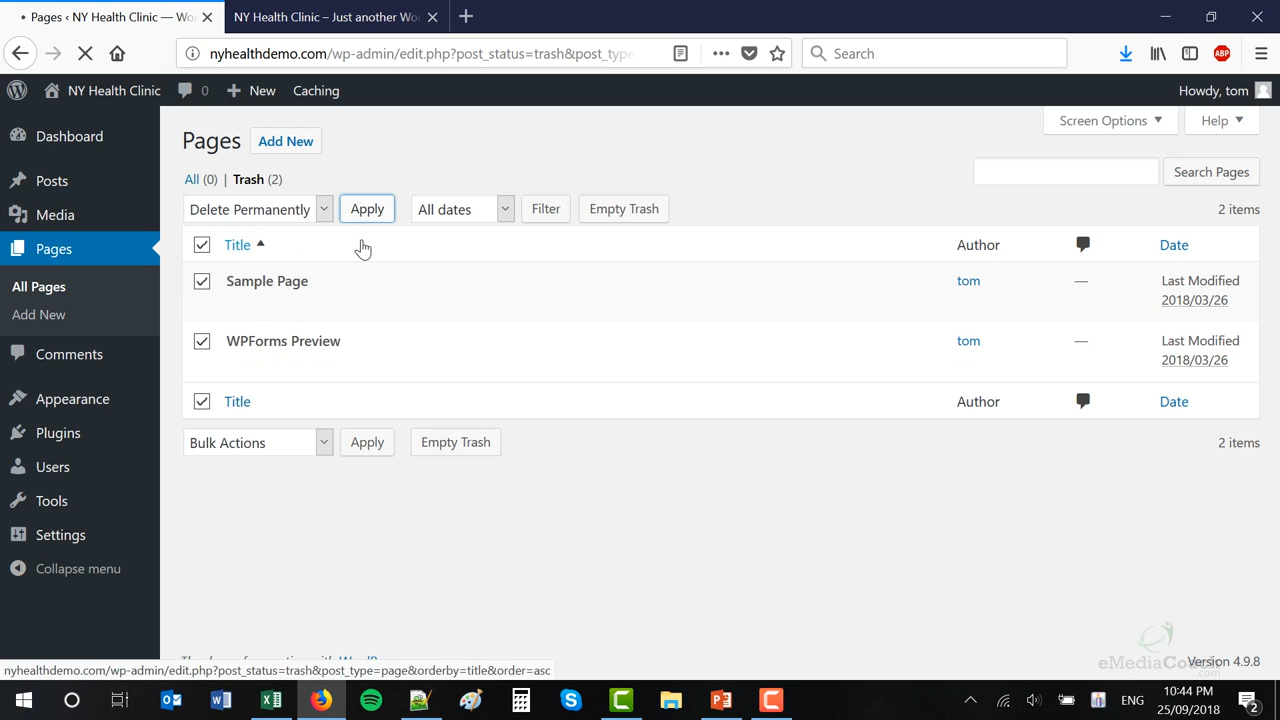 Pages ‹ NY Health Clinic — Wo
NY Health Clinic – Just another Wo
nyhealthdemo.com/wp-admin/edit.php?post_status=trash&post_type
Search
ABP
NY Health Clinic
0
New
Caching
Howdy, tom
Dashboard
Posts
Media
Pages
All Pages
Add New
Comments
Appearance
Plugins
Users
Tools
Settings
Collapse menu
Screen Options
Help
Pages
Add New
All (0) | Trash (2)
Search Pages
Delete Permanently
Apply
All dates
Filter
Empty Trash
2 items
Title
Author
Date
Sample Page
tom
—
Last Modified
2018/03/26
WPForms Preview
tom
—
Last Modified
2018/03/26
Title
Author
Date
Bulk Actions
Apply
Empty Trash
2 items
Version 4.9.8
nyhealthdemo.com/wp-admin/edit.php?post_status=trash&post_type=page&orderby=title&order=asc
ENG
10:44 PM
25/09/2018
2